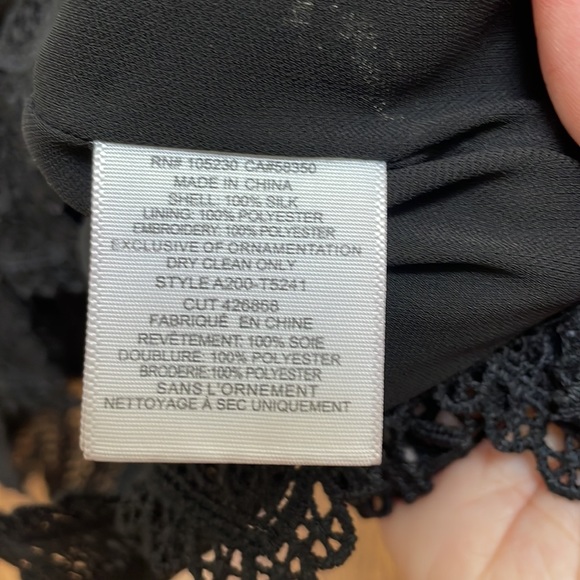 RN# 105230 CA#58350
MADE IN CHINA
SHELL: 100% SILK
LINING: 100% POLYESTER
EMBROIDERY: 100% POLYESTER
EXCLUSIVE OF ORNAMENTATION
DRY CLEAN ONLY
STYLE A200-T5241
CUT 426868
FABRIQUÉ EN CHINE
REVÊTEMENT: 100% SOIE
DOUBLURE: 100% POLYESTER
BRODERIE: 100% POLYESTER
SANS L'ORNEMENT
NETTOYAGE À SEC UNIQUEMENT